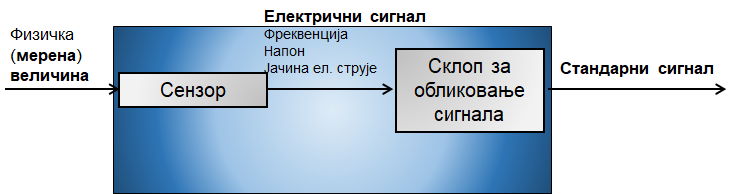 Физичка
(мерена)
величина
Сензор
Електрични сигнал
Фреквенција
Напон
Јачина ел. струје
Склоп за
обликовање
сигнала
Стандарни сигнал